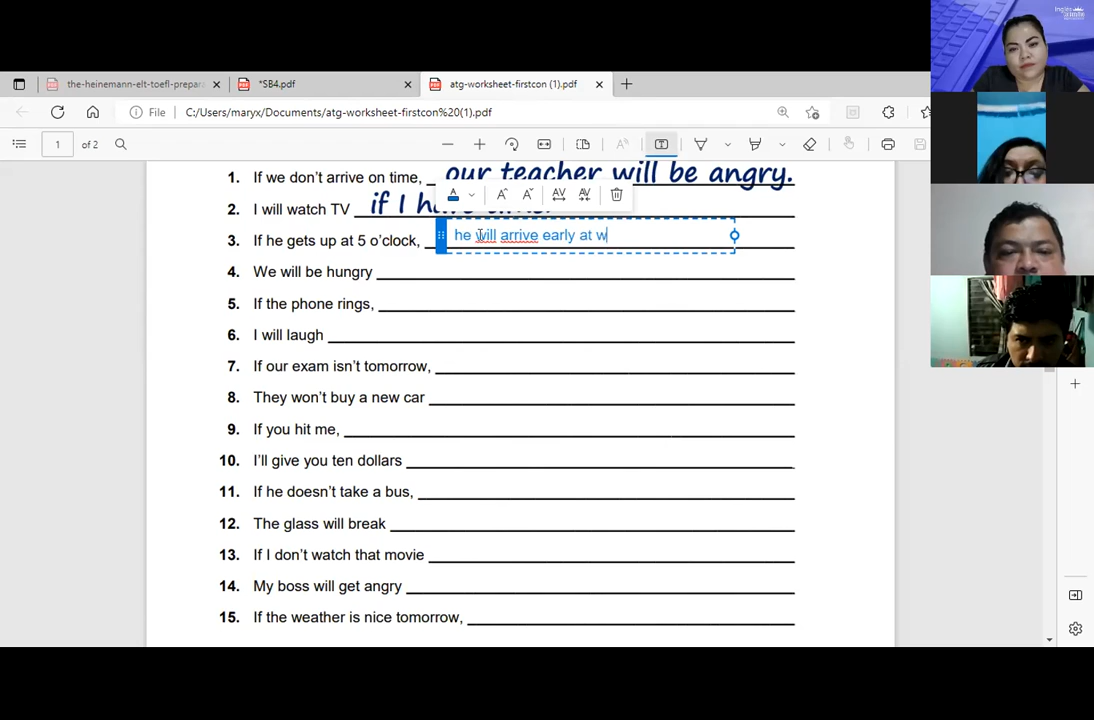 the-heinemann-elt-toefl-prepara
*SB4.pdf
atg-worksheet-firstcon (1).pdf
File
C:/Users/maryx/Documents/atg-worksheet-firstcon%20(1).pdf
1 of 2
1. If we don't arrive on time, our teacher will be angry.
2. I will watch TV if I have time.
3. If he gets up at 5 o'clock, he will arrive early at w
4. We will be hungry
5. If the phone rings,
6. I will laugh
7. If our exam isn't tomorrow,
8. They won't buy a new car
9. If you hit me,
10. I'll give you ten dollars
11. If he doesn't take a bus,
12. The glass will break
13. If I don't watch that movie
14. My boss will get angry
15. If the weather is nice tomorrow,